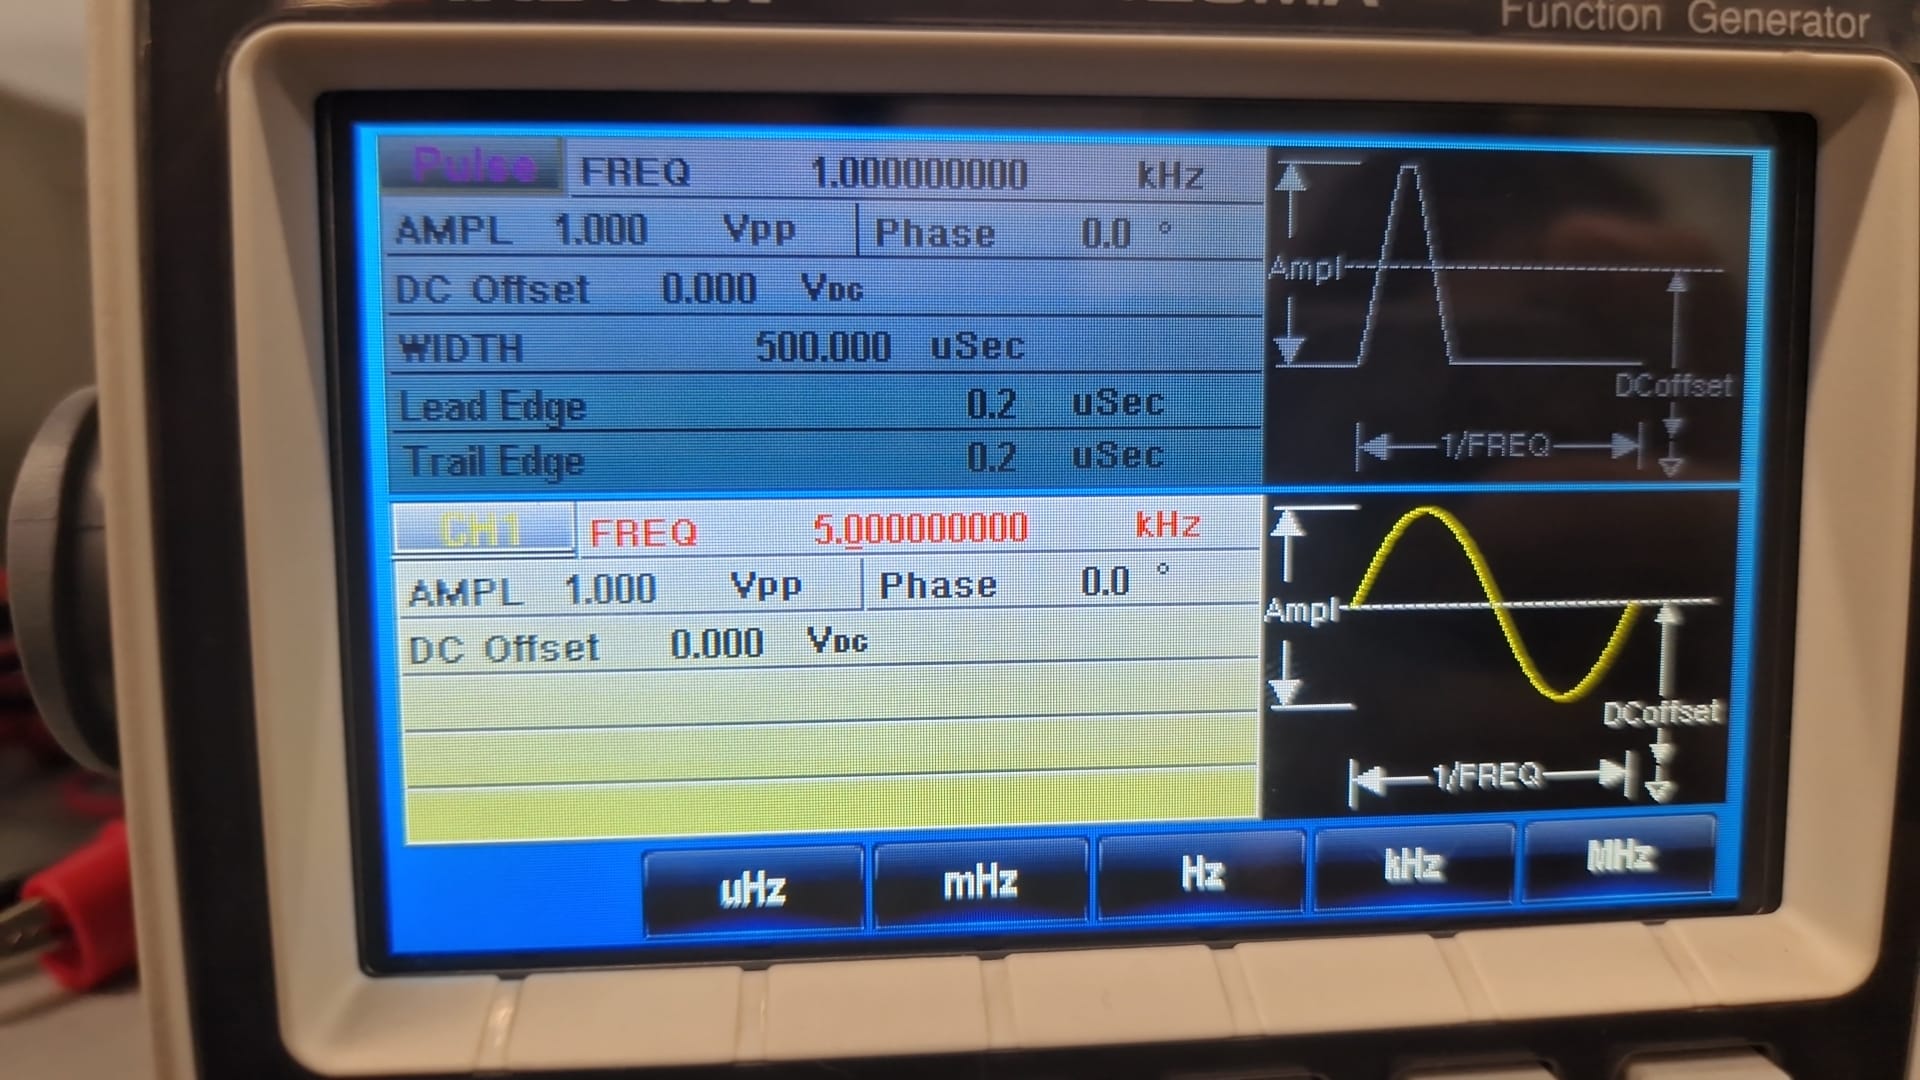 Function Generator
Pulse FREQ 1.000000000 kHz
AMPL 1.000 Vpp Phase 0.0 °
DC Offset 0.000 VDC
WIDTH 500.000 uSec
Lead Edge 0.2 uSec
Trail Edge 0.2 uSec
Ampl
DCoffset
1/FREQ
CH1 FREQ 5.000000000 kHz
AMPL 1.000 Vpp Phase 0.0 °
DC Offset 0.000 VDC
Ampl
DCoffset
1/FREQ
uHz mHz Hz kHz MHz